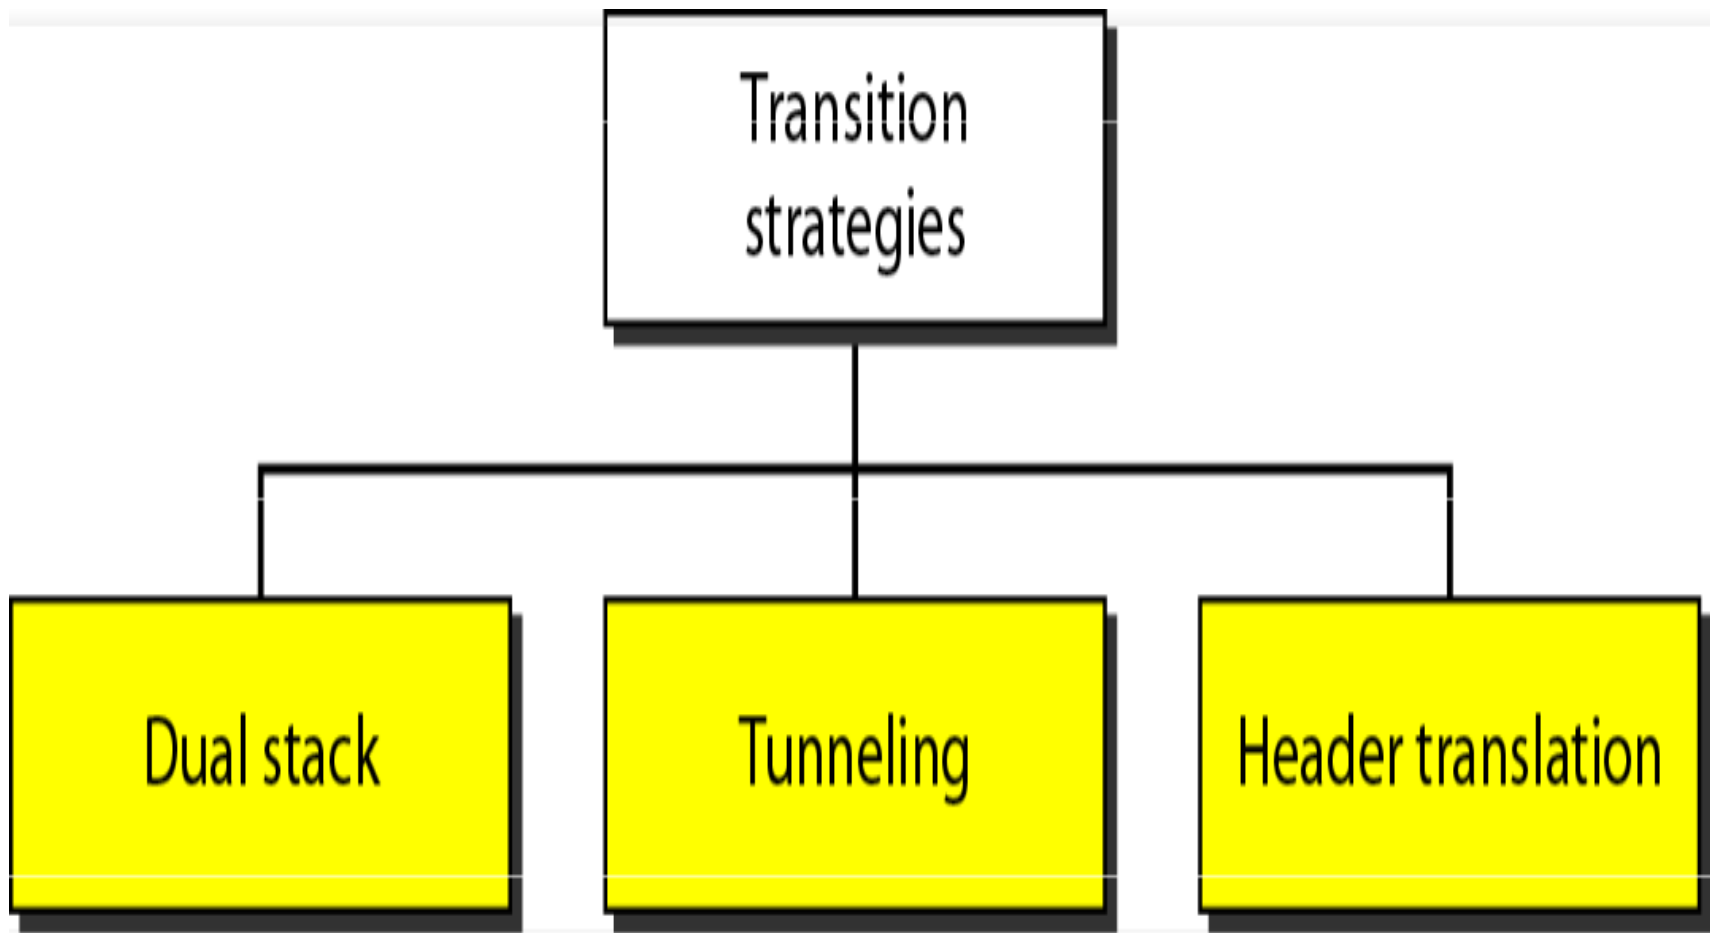 Transition
strategies
Dual stack
Tunneling
Header translation